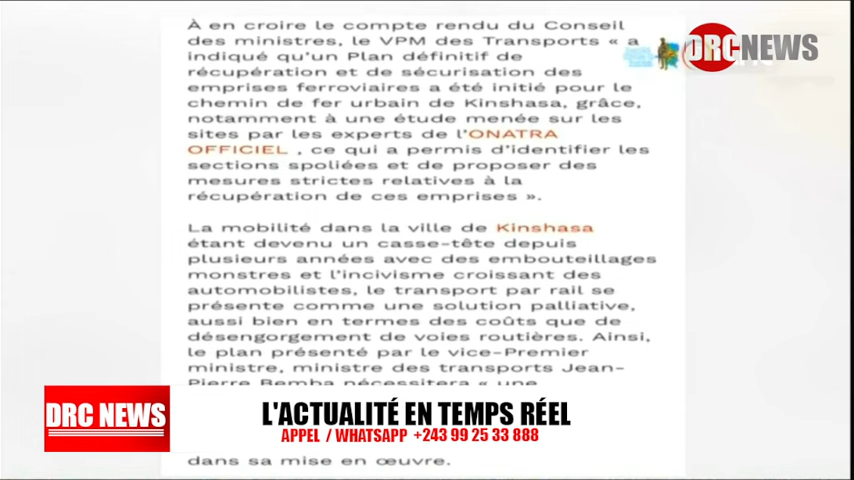 À en croire le compte rendu du Conseil
des ministres, le VPM des Transports « a
indiqué qu'un Plan définitif de
récupération et de sécurisation des
emprises ferroviaires a été initié pour le
chemin de fer urbain de Kinshasa, grâce,
notamment à une étude menée sur les
sites par les experts de l'ONATRA
OFFICIEL , ce qui a permis d'identifier les
sections spoliées et de proposer des
mesures strictes relatives à la
récupération de ces emprises ».
La mobilité dans la ville de Kinshasa
étant devenu un casse-tête depuis
plusieurs années avec des embouteillages
monstres et l'incivisme croissant des
automobilistes, le transport par rail se
présente comme une solution palliative,
aussi bien en termes des coûts que de
désengorgement de voies routières. Ainsi,
le plan présenté par le vice-Premier
ministre, ministre des transports Jean-
Pierre Bemba nécessitera « une
dans sa mise en œuvre.
DRC NEWS
DRC NEWS
L'ACTUALITÉ EN TEMPS RÉEL
APPEL / WHATSAPP +243 99 25 33 888